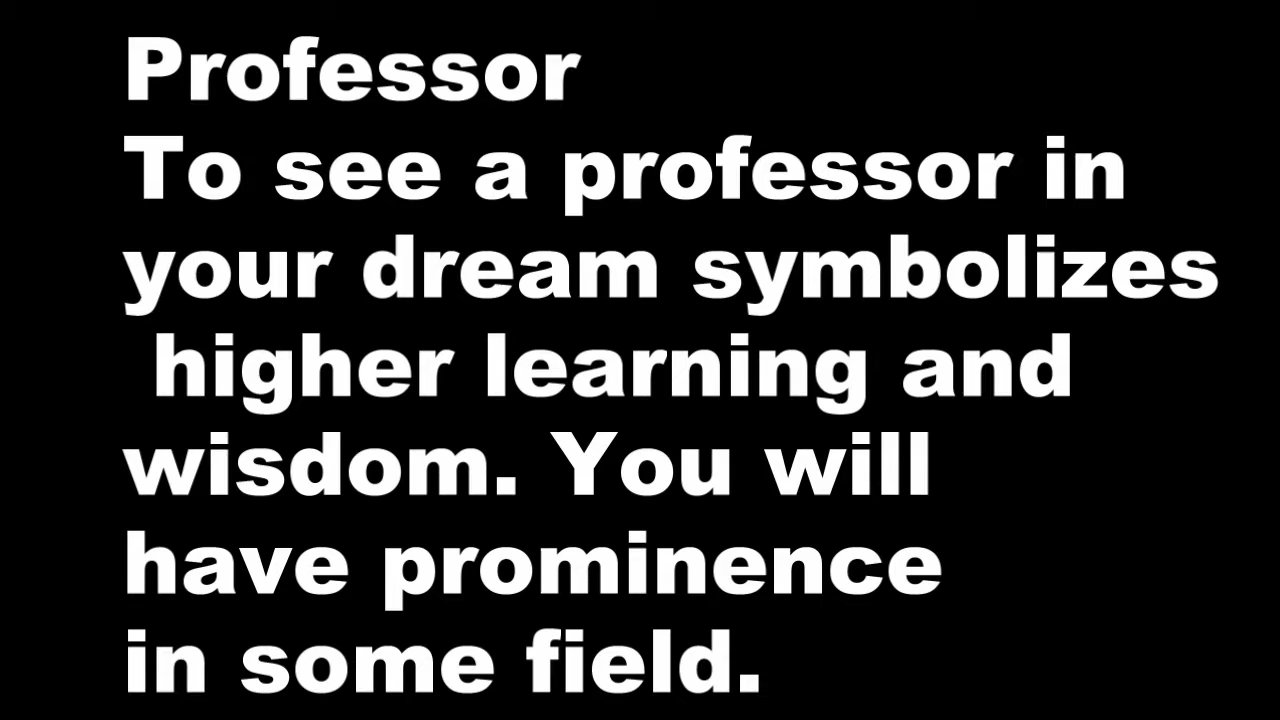 Professor
To see a professor in
your dream symbolizes
higher learning and
wisdom. You will
have prominence
in some field.